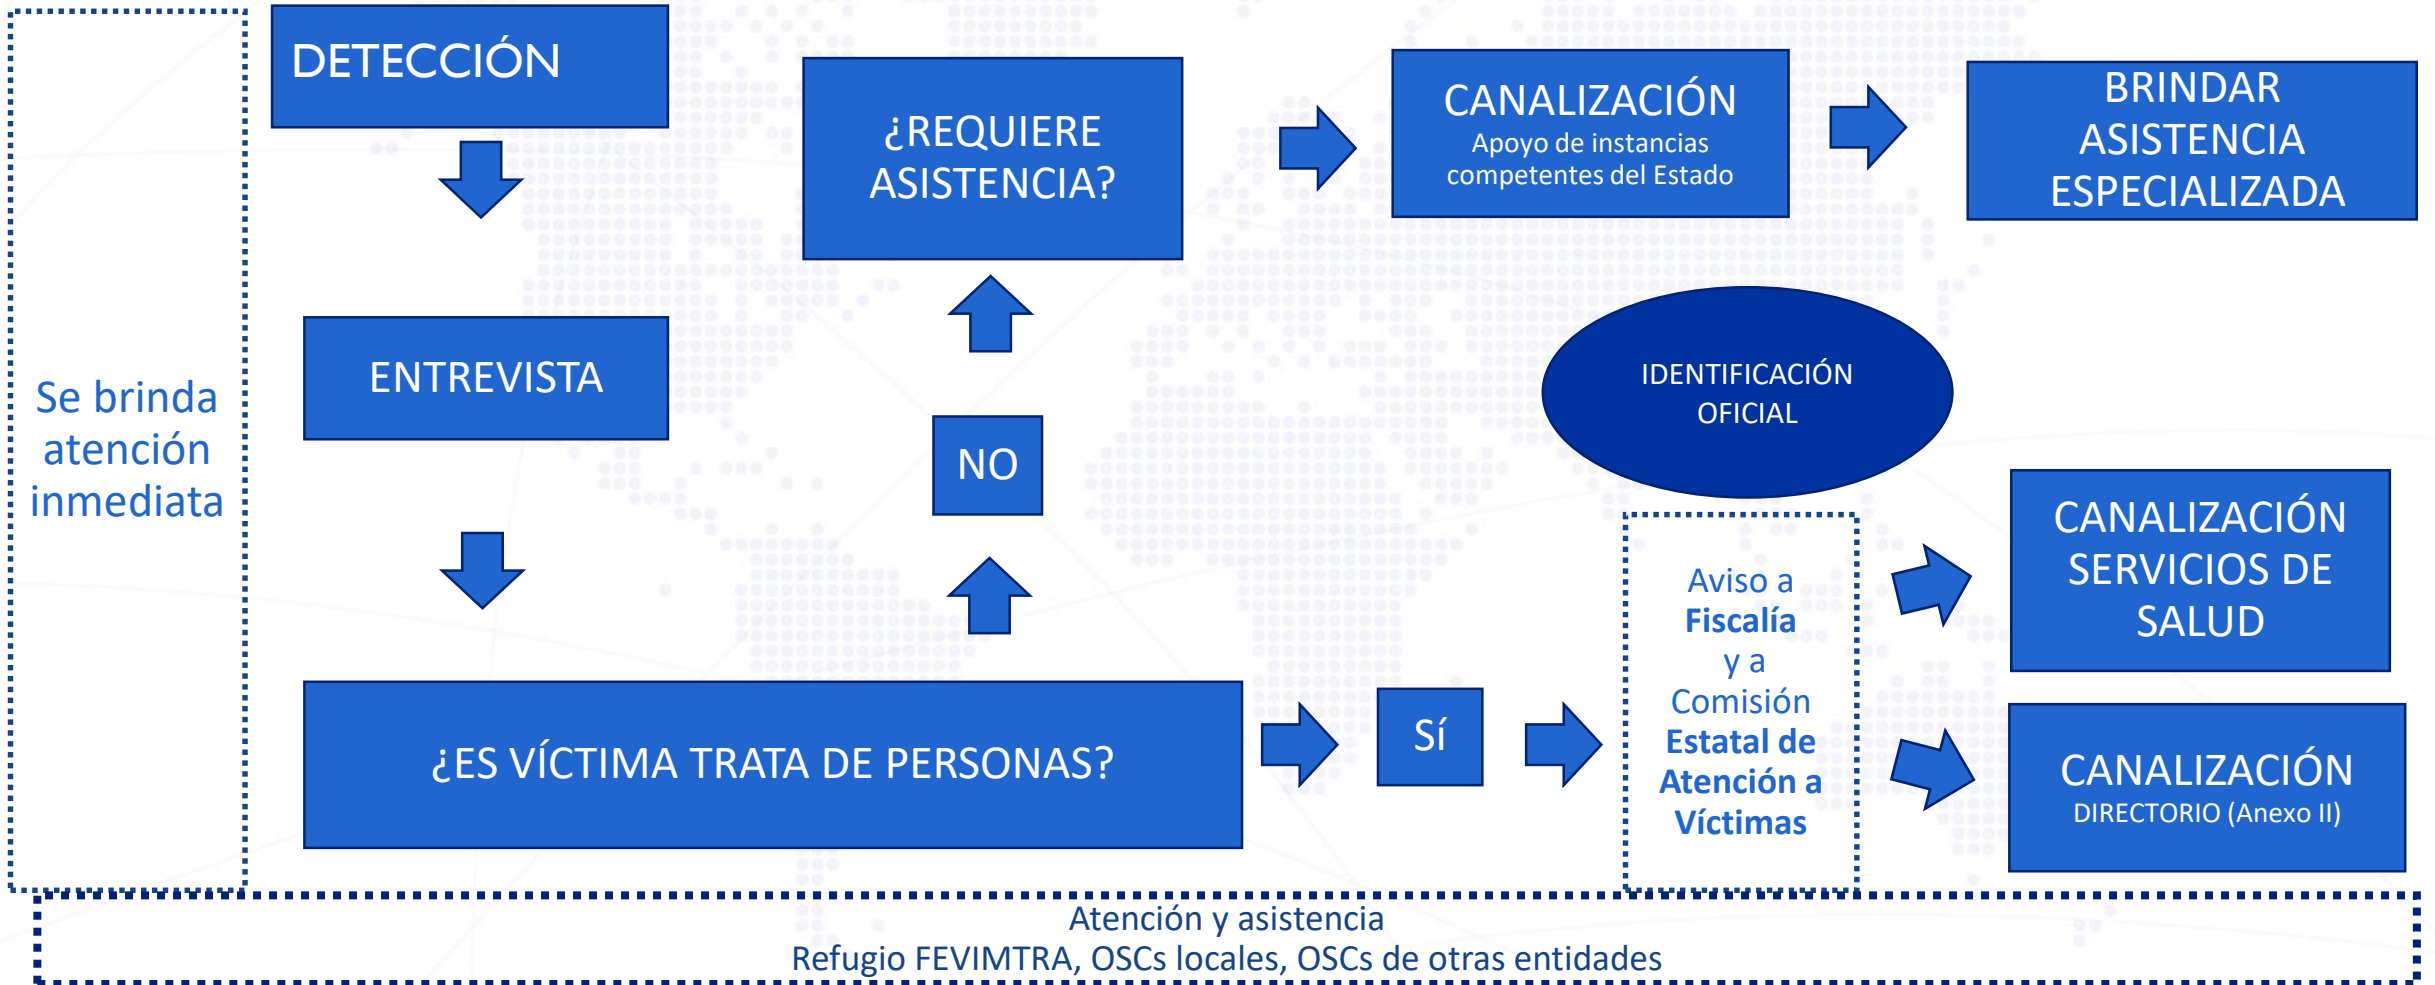 DETECCIÓN
¿REQUIERE
ASISTENCIA?
CANALIZACIÓN
Apoyo de instancias
competentes del Estado
BRINDAR
ASISTENCIA
ESPECIALIZADA
Se brinda
atención
inmediata
ENTREVISTA
NO
IDENTIFICACIÓN
OFICIAL
¿ES VÍCTIMA TRATA DE PERSONAS?
Sí
Aviso a
Fiscalía
y a
Comisión
Estatal de
Atención a
Víctimas
CANALIZACIÓN
SERVICIOS DE
SALUD
CANALIZACIÓN
DIRECTORIO (Anexo II)
Atención y asistencia
Refugio FEVIMTRA, OSCs locales, OSCs de otras entidades